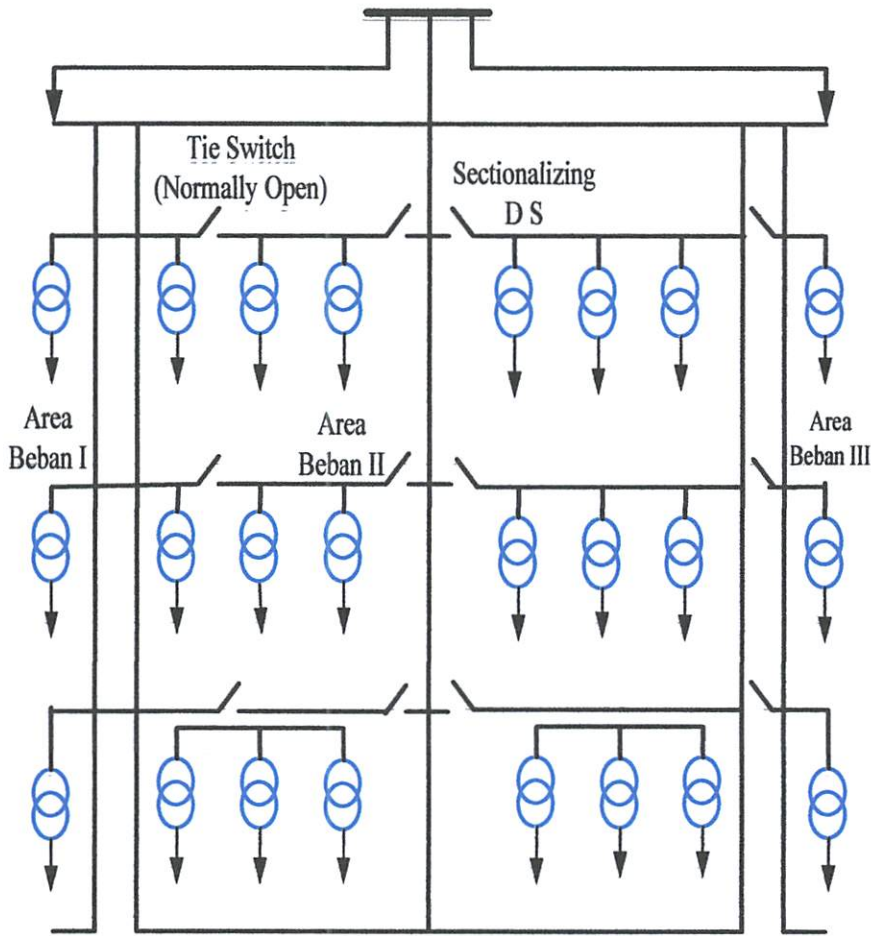 Tie Switch
(Normally Open)
Sectionalizing
D S
Area
Beban I
Area
Beban II
Area
Beban III